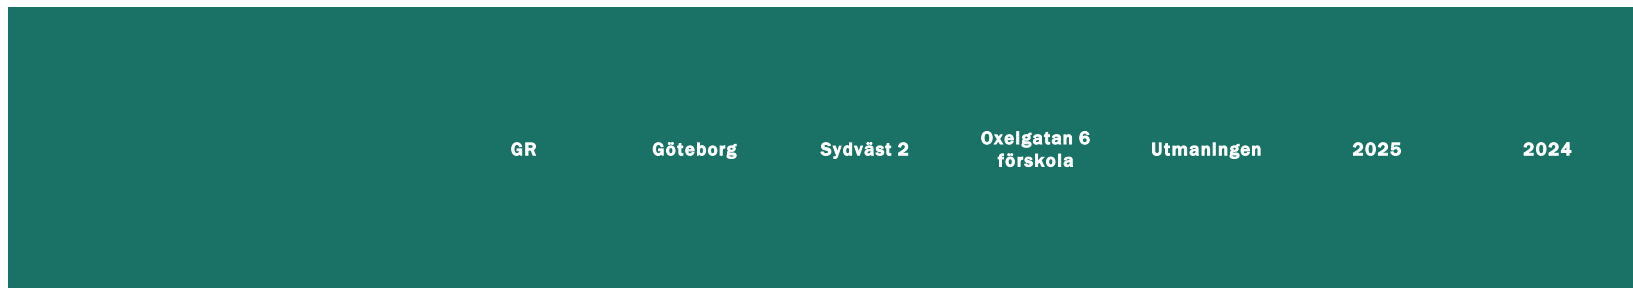 GR
Göteborg
Sydväst 2
Oxelgatan 6
förskola
Utmaningen
2025
2024